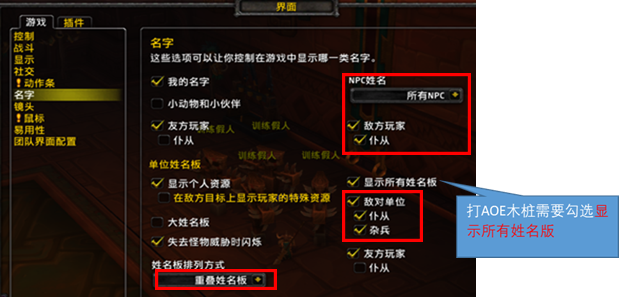 界面
游戏 插件
控制
战斗
显示
社交
!动作条
名字
镜头
!鼠标
易用性
团队界面配置
名字
这些选项可以让你控制在游戏中显示哪一类名字。
我的名字
小动物和小伙伴
友方玩家
仆从
NPC姓名
所有NPC
敌方玩家
仆从
训练假人
训练假人 训练假人
单位姓名板
显示个人资源
在敌方目标上显示玩家的特殊资源
大姓名板
失去怪物威胁时闪烁
姓名板排列方式
重叠姓名板
显示所有姓名板
敌对单位
仆从
杂兵
友方玩家
仆从
打AOE木桩需要勾选显
示所有姓名版